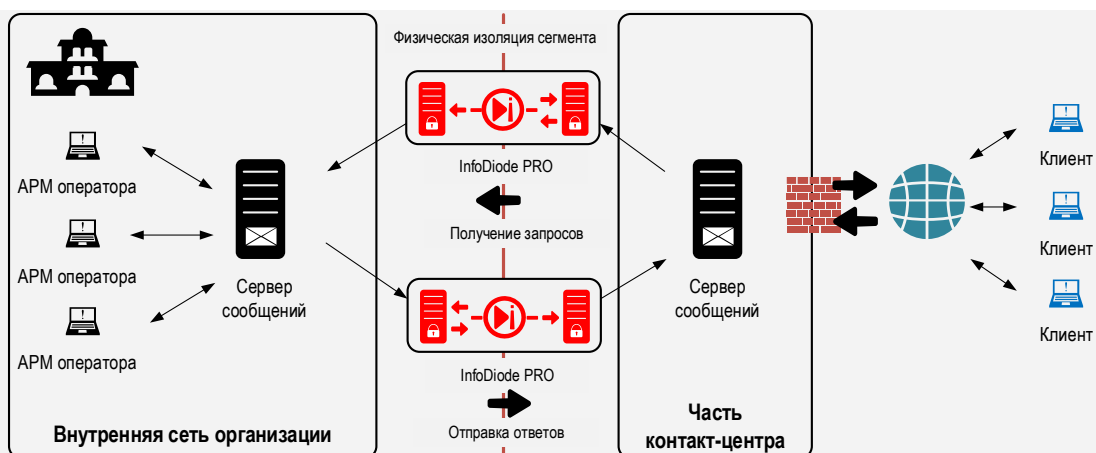 Физическая изоляция сегмента
InfoDiode PRO
Получение запросов
InfoDiode PRO
Отправка ответов
АРМ оператора
АРМ оператора
АРМ оператора
Сервер
сообщений
Внутренняя сеть организации
Сервер
сообщений
Часть
контакт-центра
Клиент
Клиент
Клиент